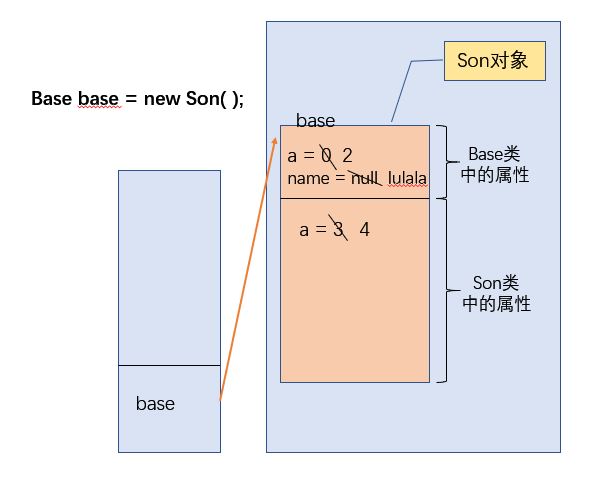 Son对象
Base base = new Son( );
base
a = 0 2
name = null lulala
Base类
中的属性
a = 3 4
Son类
中的属性
base